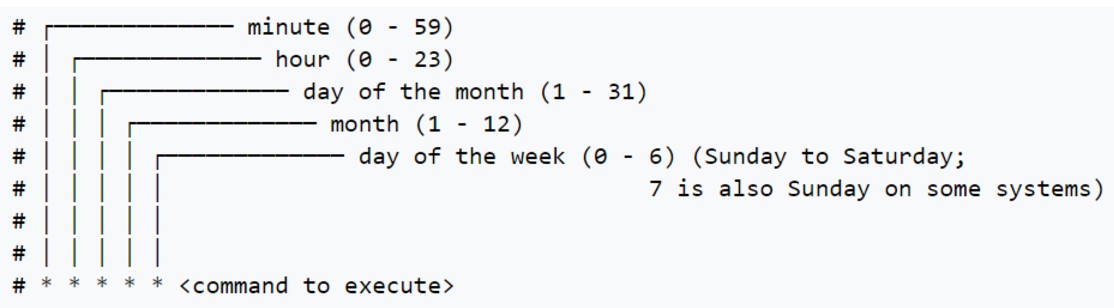 # ┌───────────── minute (0 - 59)
# │ ┌───────────── hour (0 - 23)
# │ │ ┌───────────── day of the month (1 - 31)
# │ │ │ ┌───────────── month (1 - 12)
# │ │ │ │ ┌───────────── day of the week (0 - 6) (Sunday to Saturday;
# │ │ │ │ │                                   7 is also Sunday on some systems)
# │ │ │ │ │
# │ │ │ │ │
# * * * * * <command to execute>